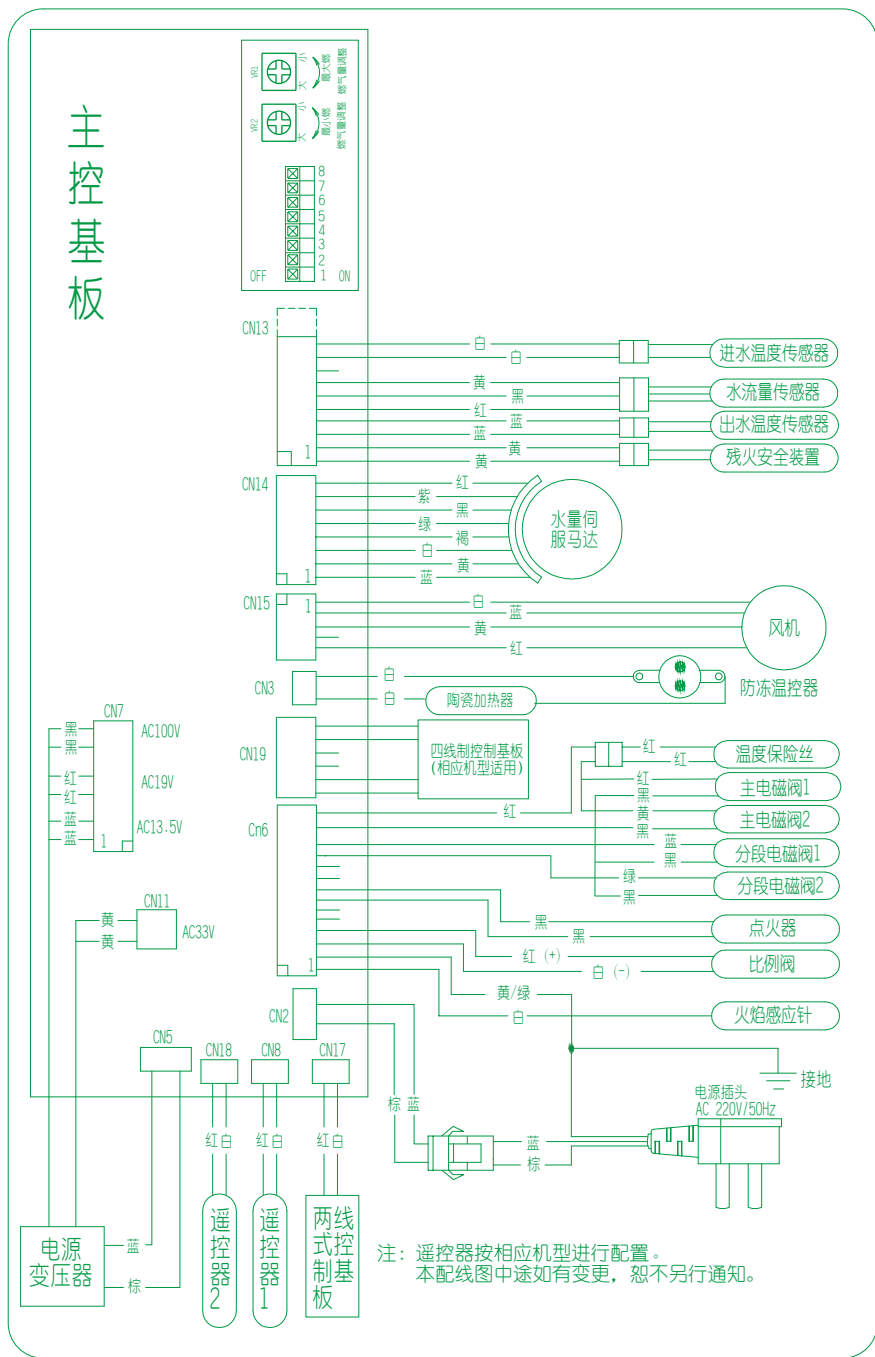 主控基板
VR1
小
大
最大燃
燃气量调整
VR2
小
大
最小燃
燃气量调整
8
7
6
5
4
3
2
OFF 1 ON
CN13
白
白
进水温度传感器
黄
黑
红
水流量传感器
蓝
蓝
出水温度传感器
黄
黄
残火安全装置
1
CN14
红
紫
黑
绿
褐
白
黄
蓝
1
水量伺
服马达
CN15
1
白
蓝
黄
红
风机
CN3
白
白
陶瓷加热器
防冻温控器
CN19
四线制控制基板
(相应机型适用)
CN7
黑
黑
AC100V
红
红
AC19V
蓝
蓝
AC13.5V
1
Cn6
红
红
红
温度保险丝
红
黑
主电磁阀1
黄
黑
主电磁阀2
蓝
黑
分段电磁阀1
绿
黑
分段电磁阀2
黑
黑
点火器
红 (+)
白 (-)
比例阀
黄/绿
白
火焰感应针
1
CN11
黄
黄
AC33V
CN2
棕 蓝
接地
电源插头
AC 220V/50Hz
蓝
棕
CN5
CN18
CN8
CN17
红 白
红 白
红 白
电源
变压器
蓝
棕
遥控器2
遥控器1
两线
式控
制基
板
注：遥控器按相应机型进行配置。
本配线图中途如有变更，恕不另行通知。